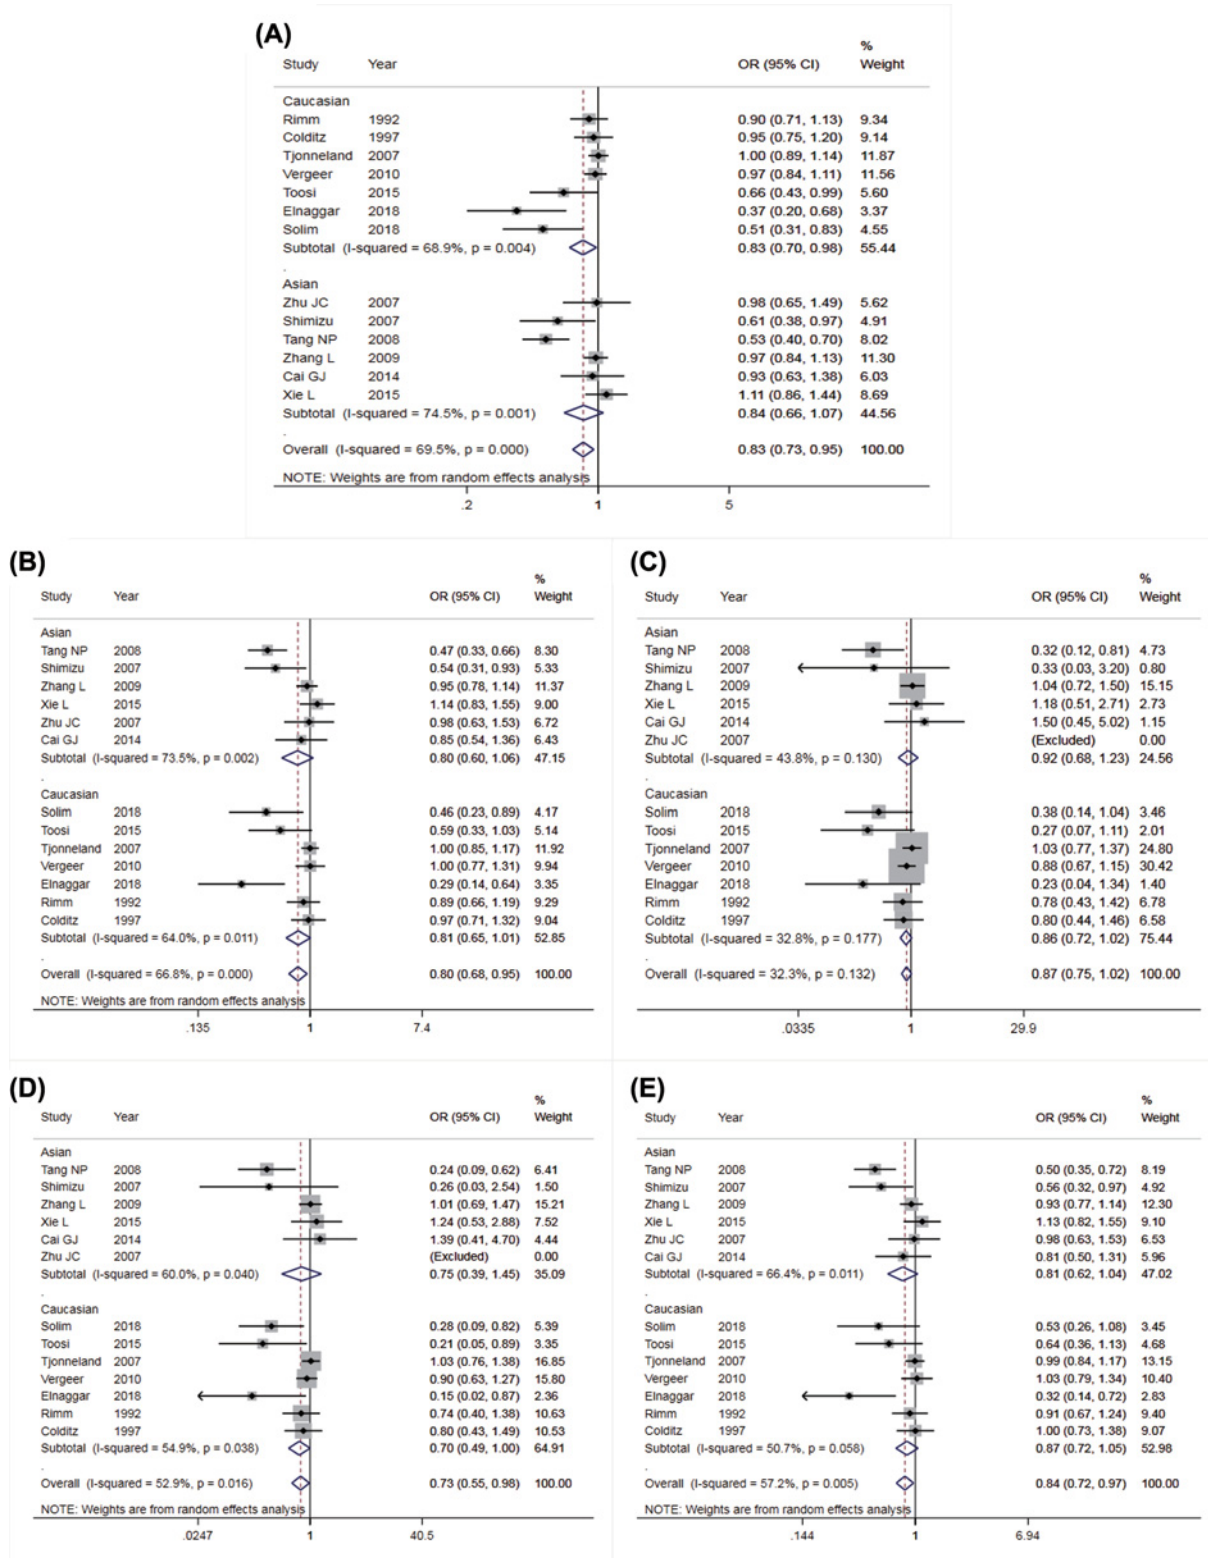 (A)
%
Study Year OR (95% CI) Weight
Caucasian
Rimm 1992 0.90 (0.71, 1.13) 9.34
Colditz 1997 0.95 (0.75, 1.20) 9.14
Tjonneland 2007 1.00 (0.89, 1.14) 11.87
Vergeer 2010 0.97 (0.84, 1.11) 11.56
Toosi 2015 0.66 (0.43, 0.99) 5.60
Elnaggar 2018 0.37 (0.20, 0.68) 3.37
Solim 2018 0.51 (0.31, 0.83) 4.55
Subtotal (I-squared = 68.9%, p = 0.004) 0.83 (0.70, 0.98) 55.44
.
Asian
Zhu JC 2007 0.98 (0.65, 1.49) 5.62
Shimizu 2007 0.61 (0.38, 0.97) 4.91
Tang NP 2008 0.53 (0.40, 0.70) 8.02
Zhang L 2009 0.97 (0.84, 1.13) 11.30
Cai GJ 2014 0.93 (0.63, 1.38) 6.03
Xie L 2015 1.11 (0.86, 1.44) 8.69
Subtotal (I-squared = 74.5%, p = 0.001) 0.84 (0.66, 1.07) 44.56
.
Overall (I-squared = 69.5%, p = 0.000) 0.83 (0.73, 0.95) 100.00
NOTE: Weights are from random effects analysis
.2 1 5
(B)
%
Study Year OR (95% CI) Weight
Asian
Tang NP 2008 0.47 (0.33, 0.66) 8.30
Shimizu 2007 0.54 (0.31, 0.93) 5.33
Zhang L 2009 0.95 (0.78, 1.14) 11.37
Xie L 2015 1.14 (0.83, 1.55) 9.00
Zhu JC 2007 0.98 (0.63, 1.53) 6.72
Cai GJ 2014 0.85 (0.54, 1.36) 6.43
Subtotal (I-squared = 73.5%, p = 0.002) 0.80 (0.60, 1.06) 47.15
.
Caucasian
Solim 2018 0.46 (0.23, 0.89) 4.17
Toosi 2015 0.59 (0.33, 1.03) 5.14
Tjonneland 2007 1.00 (0.85, 1.17) 11.92
Vergeer 2010 1.00 (0.77, 1.31) 9.94
Elnaggar 2018 0.29 (0.14, 0.64) 3.35
Rimm 1992 0.89 (0.66, 1.19) 9.29
Colditz 1997 0.97 (0.71, 1.32) 9.04
Subtotal (I-squared = 64.0%, p = 0.011) 0.81 (0.65, 1.01) 52.85
.
Overall (I-squared = 66.8%, p = 0.000) 0.80 (0.68, 0.95) 100.00
NOTE: Weights are from random effects analysis
.135 1 7.4
(C)
%
Study Year OR (95% CI) Weight
Asian
Tang NP 2008 0.32 (0.12, 0.81) 4.73
Shimizu 2007 0.33 (0.03, 3.20) 0.80
Zhang L 2009 1.04 (0.72, 1.50) 15.15
Xie L 2015 1.18 (0.51, 2.71) 2.73
Cai GJ 2014 1.50 (0.45, 5.02) 1.15
Zhu JC 2007 (Excluded) 0.00
Subtotal (I-squared = 43.8%, p = 0.130) 0.92 (0.68, 1.23) 24.56
.
Caucasian
Solim 2018 0.38 (0.14, 1.04) 3.46
Toosi 2015 0.27 (0.07, 1.11) 2.01
Tjonneland 2007 1.03 (0.77, 1.37) 24.80
Vergeer 2010 0.88 (0.67, 1.15) 30.42
Elnaggar 2018 0.23 (0.04, 1.34) 1.40
Rimm 1992 0.78 (0.43, 1.42) 6.78
Colditz 1997 0.80 (0.44, 1.46) 6.58
Subtotal (I-squared = 32.8%, p = 0.177) 0.86 (0.72, 1.02) 75.44
.
Overall (I-squared = 32.3%, p = 0.132) 0.87 (0.75, 1.02) 100.00
.0335 1 29.9
(D)
%
Study Year OR (95% CI) Weight
Asian
Tang NP 2008 0.24 (0.09, 0.62) 6.41
Shimizu 2007 0.26 (0.03, 2.54) 1.50
Zhang L 2009 1.01 (0.69, 1.47) 15.21
Xie L 2015 1.24 (0.53, 2.88) 7.52
Cai GJ 2014 1.39 (0.41, 4.70) 4.44
Zhu JC 2007 (Excluded) 0.00
Subtotal (I-squared = 60.0%, p = 0.040) 0.75 (0.39, 1.45) 35.09
.
Caucasian
Solim 2018 0.28 (0.09, 0.82) 5.39
Toosi 2015 0.21 (0.05, 0.89) 3.35
Tjonneland 2007 1.03 (0.76, 1.38) 16.85
Vergeer 2010 0.90 (0.63, 1.27) 15.80
Elnaggar 2018 0.15 (0.02, 0.87) 2.36
Rimm 1992 0.74 (0.40, 1.38) 10.63
Colditz 1997 0.80 (0.43, 1.49) 10.53
Subtotal (I-squared = 54.9%, p = 0.038) 0.70 (0.49, 1.00) 64.91
.
Overall (I-squared = 52.9%, p = 0.016) 0.73 (0.55, 0.98) 100.00
NOTE: Weights are from random effects analysis
.0247 1 40.5
(E)
%
Study Year OR (95% CI) Weight
Asian
Tang NP 2008 0.50 (0.35, 0.72) 8.19
Shimizu 2007 0.56 (0.32, 0.97) 4.92
Zhang L 2009 0.93 (0.77, 1.14) 12.30
Xie L 2015 1.13 (0.82, 1.55) 9.10
Zhu JC 2007 0.98 (0.63, 1.53) 6.53
Cai GJ 2014 0.81 (0.50, 1.31) 5.96
Subtotal (I-squared = 66.4%, p = 0.011) 0.81 (0.62, 1.04) 47.02
.
Caucasian
Solim 2018 0.53 (0.26, 1.08) 3.45
Toosi 2015 0.64 (0.36, 1.13) 4.68
Tjonneland 2007 0.99 (0.84, 1.17) 13.15
Vergeer 2010 1.03 (0.79, 1.34) 10.40
Elnaggar 2018 0.32 (0.14, 0.72) 2.83
Rimm 1992 0.91 (0.67, 1.24) 9.40
Colditz 1997 1.00 (0.73, 1.38) 9.07
Subtotal (I-squared = 50.7%, p = 0.058) 0.87 (0.72, 1.05) 52.98
.
Overall (I-squared = 57.2%, p = 0.005) 0.84 (0.72, 0.97) 100.00
NOTE: Weights are from random effects analysis
.144 1 6.94